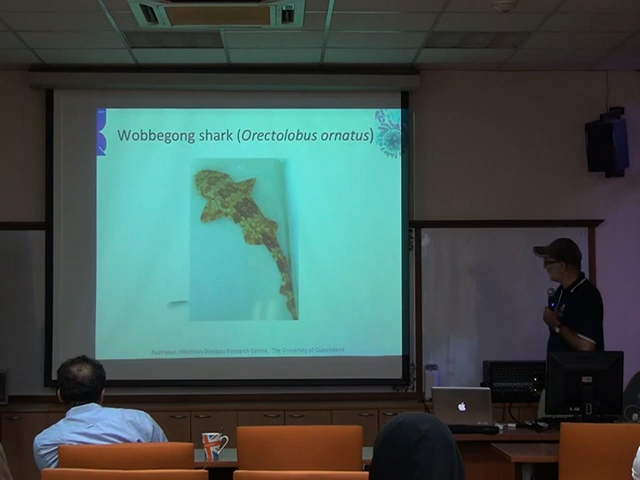 Wobbegong shark (Orectolobus ornatus)
Australian Infectious Diseases Research Centre, The University of Queensland